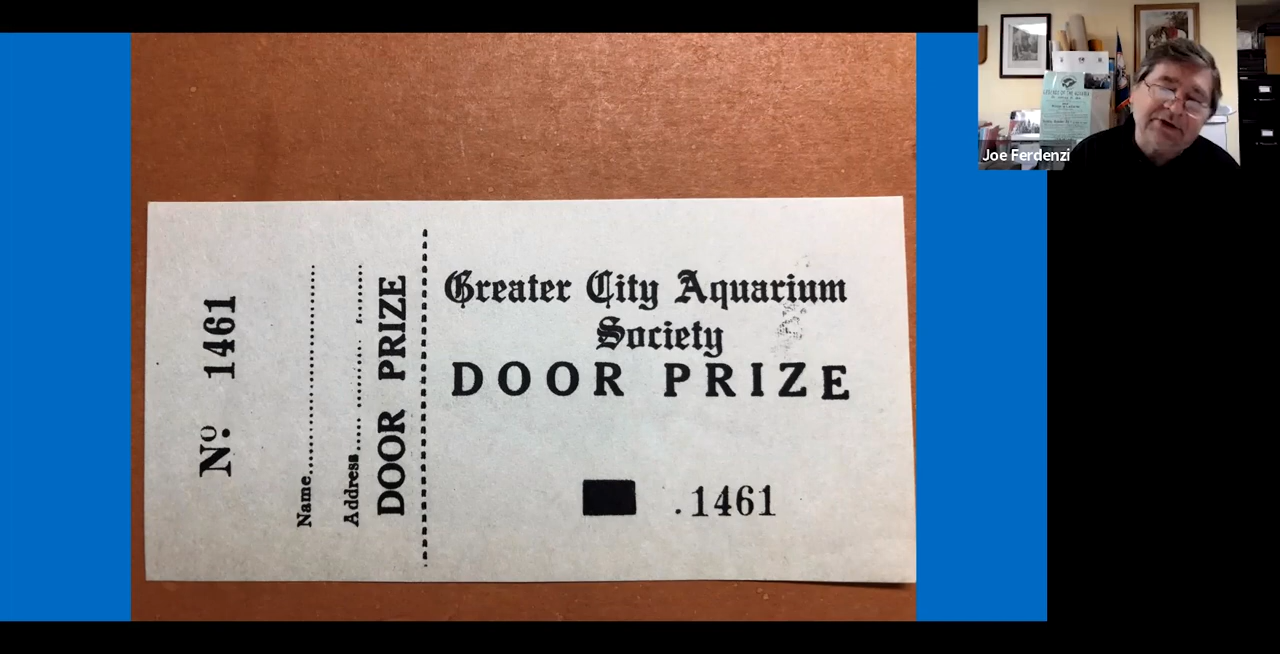 Greater City Aquarium
Society
DOOR PRIZE
.1461
Nº 1461
Name
Address
DOOR PRIZE
Joe Ferdenzi